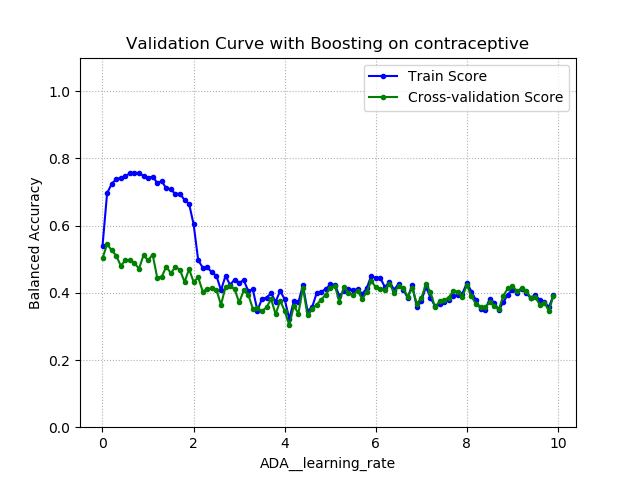 Validation Curve with Boosting on contraceptive
Train Score
Cross-validation Score
Balanced Accuracy
1.0
0.8
0.6
0.4
0.2
0.0
0 2 4 6 8 10
ADA__learning_rate